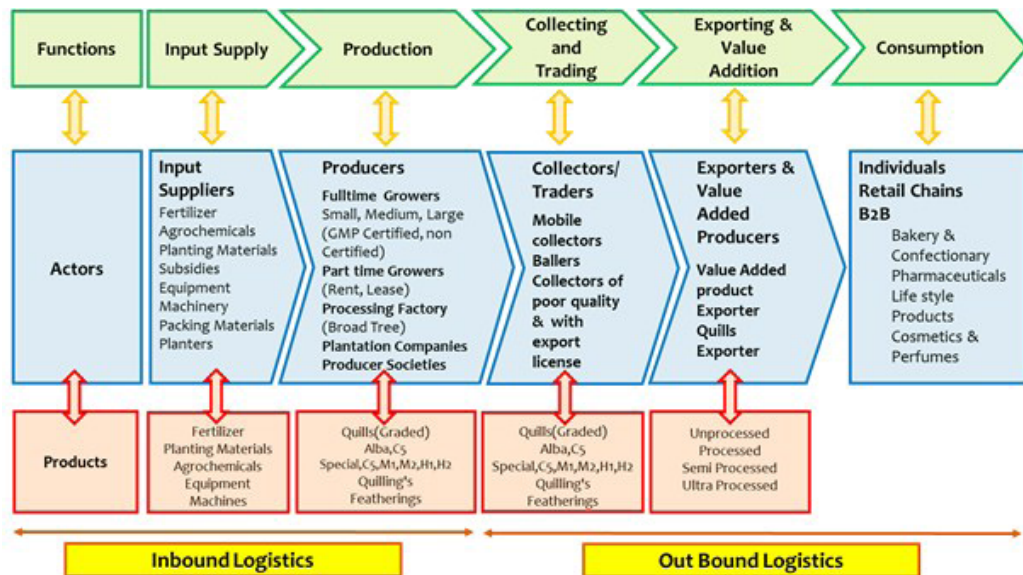 Functions
Input Supply
Production
Collecting
and
Trading
Exporting &
Value
Addition
Consumption
Actors
Input
Suppliers
Fertilizer
Agrochemicals
Planting Materials
Subsidies
Equipment
Machinery
Packing Materials
Planters
Producers
Fulltime Growers
Small, Medium, Large
(GMP Certified, non
Certified)
Part time Growers
(Rent, Lease)
Processing Factory
(Broad Tree)
Plantation Companies
Producer Societies
Collectors/
Traders
Mobile
collectors
Ballers
Collectors of
poor quality
& with
export
license
Exporters &
Value
Added
Producers
Value Added
product
Exporter
Quills
Exporter
Individuals
Retail Chains
B2B
Bakery &
Confectionary
Pharmaceuticals
Life style
Products
Cosmetics &
Perfumes
Products
Fertilizer
Planting Materials
Agrochemicals
Equipment
Machines
Quills(Graded)
Alba,C5
Special,C5,M1,M2,H1,H2
Quilling's
Featherings
Quills(Graded)
Alba,C5
Special,C5,M1,M2,H1,H2
Quilling's
Featherings
Unprocessed
Processed
Semi Processed
Ultra Processed
Inbound Logistics
Out Bound Logistics